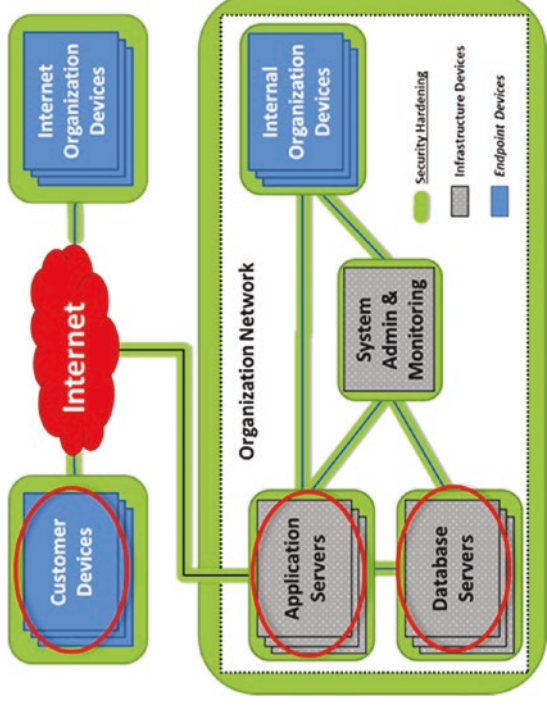 Customer
Devices
Internet
Internet
Organization
Devices
Organization Network
Application
Servers
Database
Servers
System
Admin &
Monitoring
Internal
Organization
Devices
Security Hardening
Infrastructure Devices
Endpoint Devices